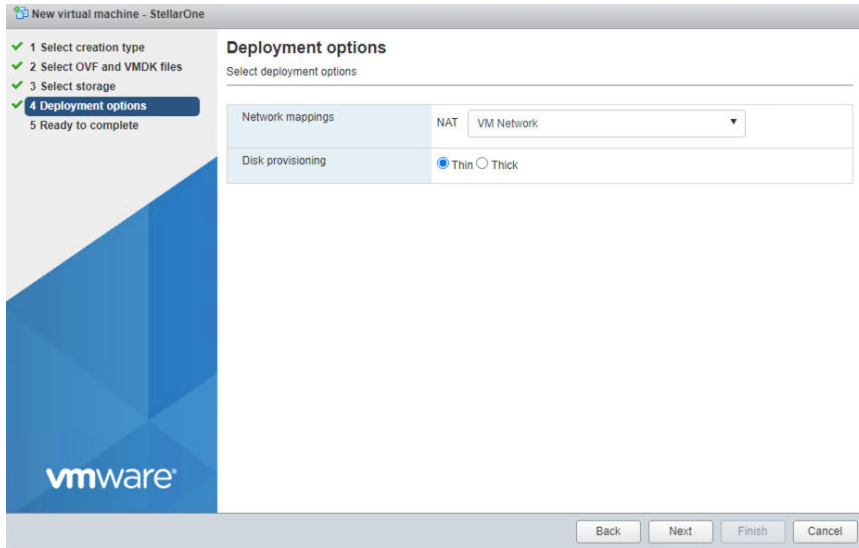 New virtual machine - StellarOne
1 Select creation type
2 Select OVF and VMDK files
3 Select storage
4 Deployment options
5 Ready to complete
Deployment options
Select deployment options
Network mappings
NAT VM Network
Disk provisioning
Thin Thick
vmware®
Back Next Finish Cancel